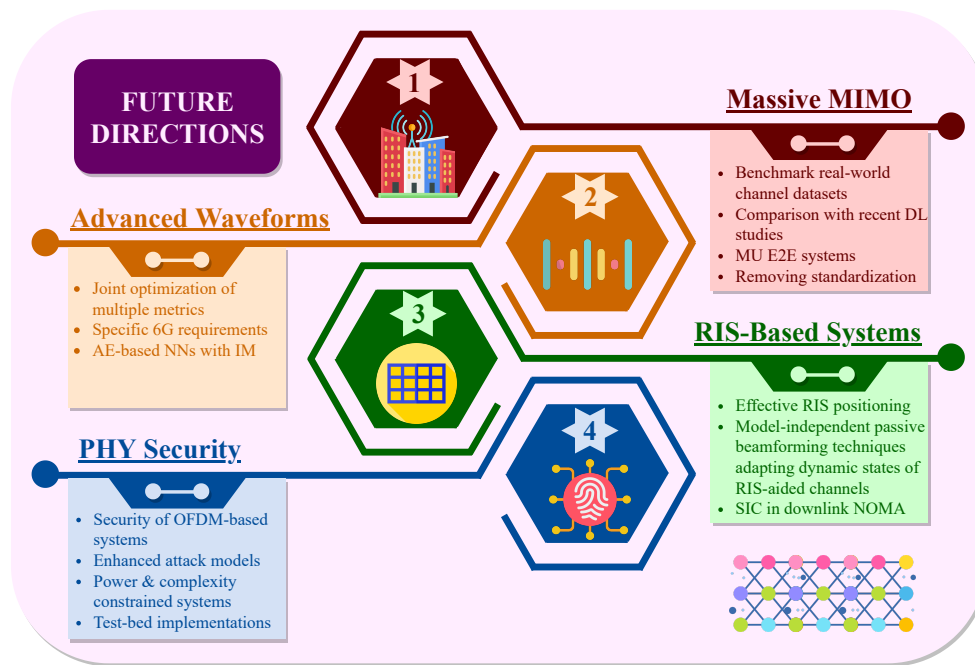 FUTURE
DIRECTIONS
1
Massive MIMO
• Benchmark real-world
channel datasets
• Comparison with recent DL
studies
• MU E2E systems
• Removing standardization
2
Advanced Waveforms
• Joint optimization of
multiple metrics
• Specific 6G requirements
• AE-based NNs with IM
3
RIS-Based Systems
• Effective RIS positioning
• Model-independent passive
beamforming techniques
adapting dynamic states of
RIS-aided channels
• SIC in downlink NOMA
4
PHY Security
• Security of OFDM-based
systems
• Enhanced attack models
• Power & complexity
constrained systems
• Test-bed implementations